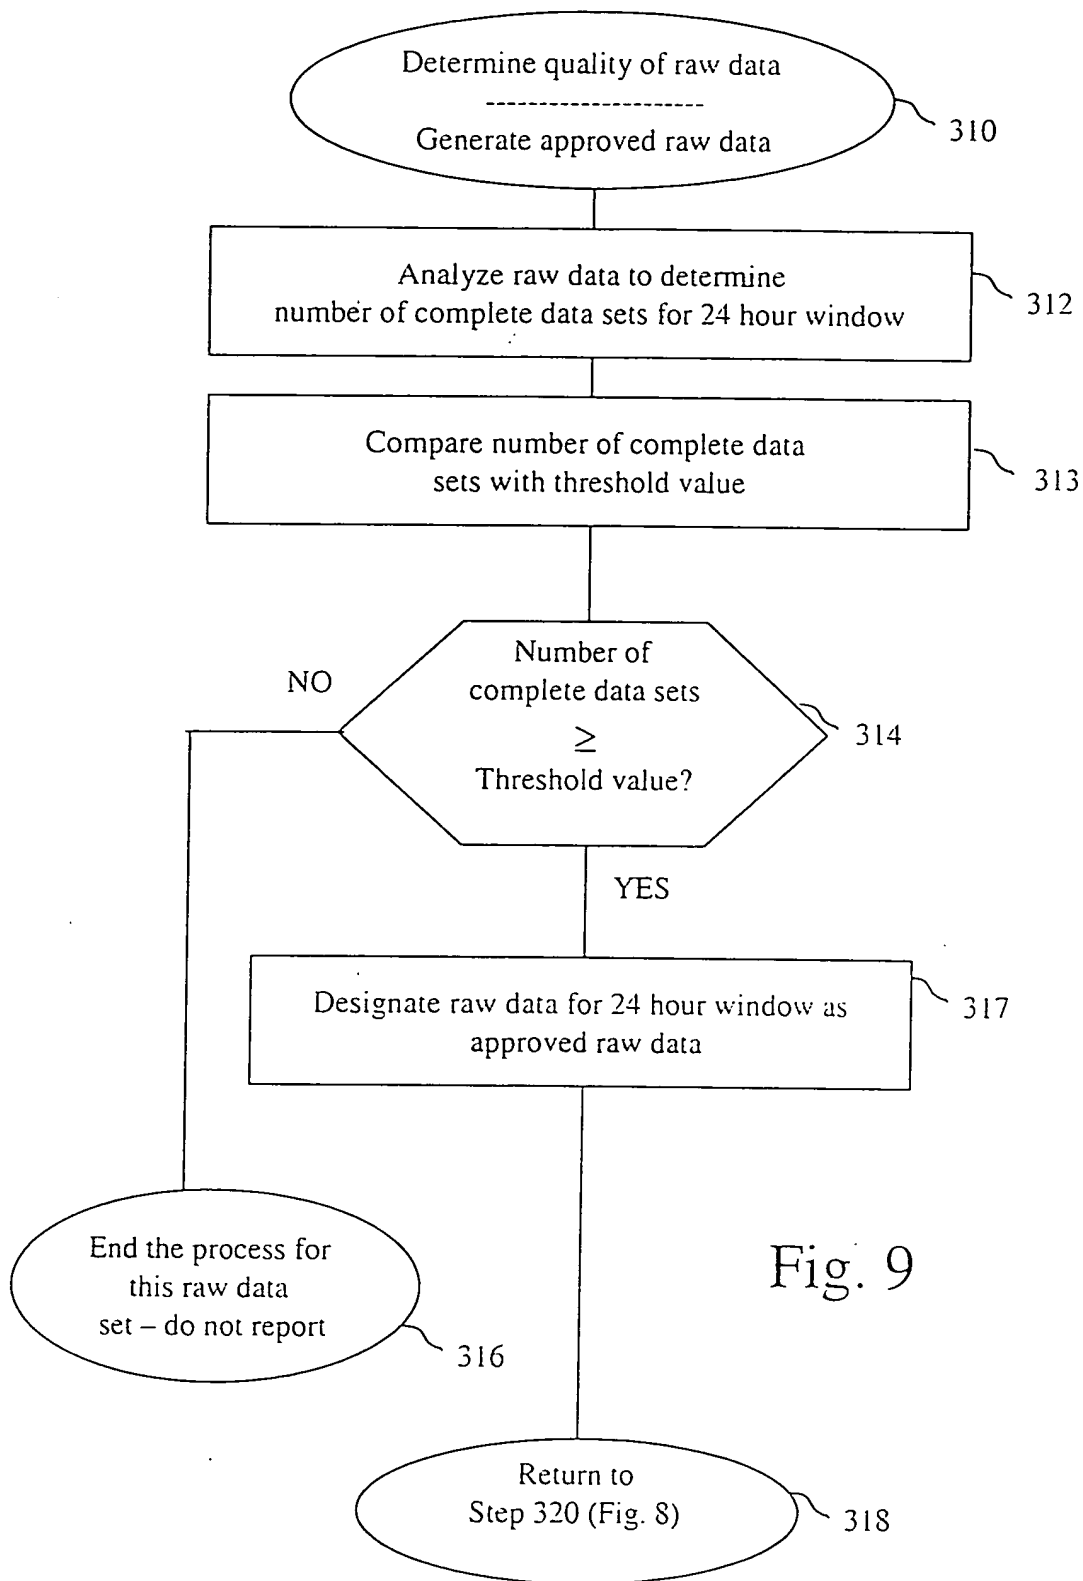 Determine quality of raw data
---------------------
Generate approved raw data
310
Analyze raw data to determine
number of complete data sets for 24 hour window
312
Compare number of complete data
sets with threshold value
313
Number of
complete data sets
≥
Threshold value?
314
NO
YES
Designate raw data for 24 hour window as
approved raw data
317
End the process for
this raw data
set – do not report
316
Fig. 9
Return to
Step 320 (Fig. 8)
318